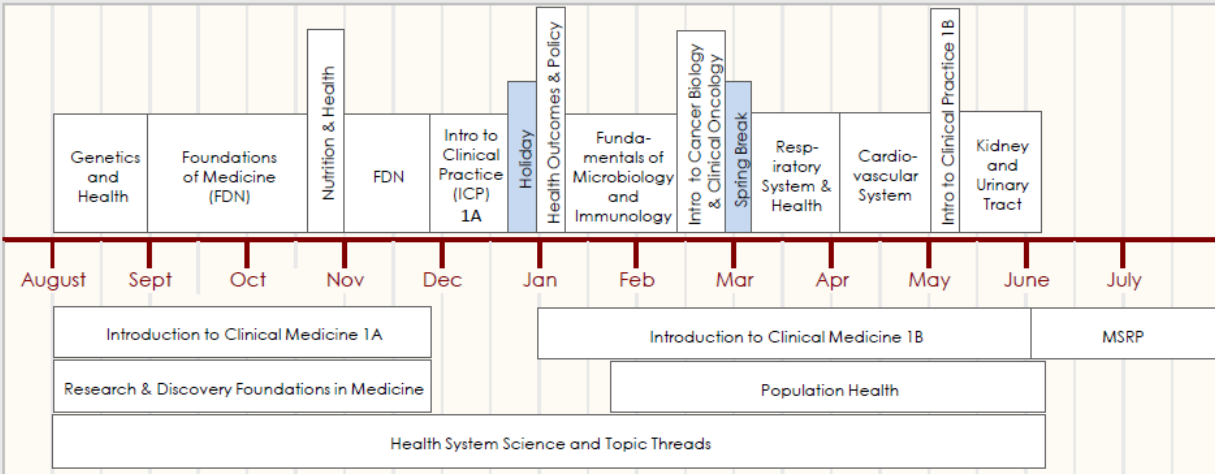 Genetics
and
Health
Foundations
of Medicine
(FDN)
Nutrition & Health
FDN
Intro to
Clinical
Practice
(ICP)
1A
Holiday
Health Outcomes & Policy
Funda-
mentals of
Microbiology
and
Immunology
Intro to Cancer Biology
& Clinical Oncology
Spring Break
Resp-
iratory
System &
Health
Cardio-
vascular
System
Intro to Clinical Practice 1B
Kidney
and
Urinary
Tract
August Sept Oct Nov Dec Jan Feb Mar Apr May June July
Introduction to Clinical Medicine 1A
Introduction to Clinical Medicine 1B
MSRP
Research & Discovery Foundations in Medicine
Population Health
Health System Science and Topic Threads